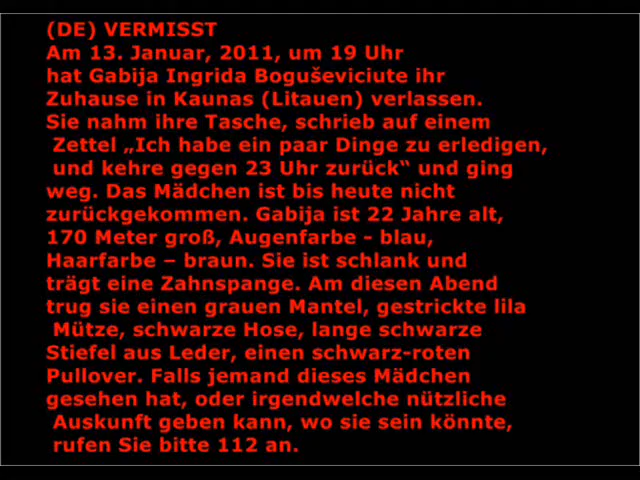 (DE) VERMISST
Am 13. Januar, 2011, um 19 Uhr
hat Gabija Ingrida Boguševiciute ihr
Zuhause in Kaunas (Litauen) verlassen.
Sie nahm ihre Tasche, schrieb auf einem
Zettel „Ich habe ein paar Dinge zu erledigen,
und kehre gegen 23 Uhr zurück“ und ging
weg. Das Mädchen ist bis heute nicht
zurückgekommen. Gabija ist 22 Jahre alt,
170 Meter groß, Augenfarbe - blau,
Haarfarbe – braun. Sie ist schlank und
trägt eine Zahnspange. Am diesen Abend
trug sie einen grauen Mantel, gestrickte lila
Mütze, schwarze Hose, lange schwarze
Stiefel aus Leder, einen schwarz-roten
Pullover. Falls jemand dieses Mädchen
gesehen hat, oder irgendwelche nützliche
Auskunft geben kann, wo sie sein könnte,
rufen Sie bitte 112 an.